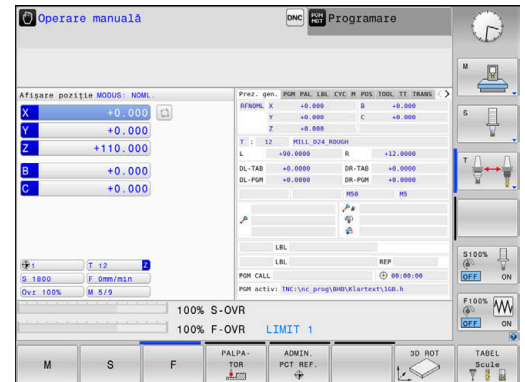 Operare manuală
DNC
PGM MGT
Programare
Afişare poziţie MODUS: NOML.
X +0.000
Y +0.000
Z +110.000
B +0.000
C +0.000
1 T 12 Z
S 1800 F 0mm/min
Ovr 100% M 5/9
Prez. gen. PGM PAL LBL CYC M POS TOOL TT TRANS
RFNOML X +0.000 B +0.000
Y +0.000 C +0.000
Z +0.000
T : 12 MILL_D24_ROUGH
L +90.0000 R +12.0000
DL-TAB +0.0000 DR-TAB +0.0000
DL-PGM +0.0000 DR-PGM +0.0000
M50 M5
LBL
LBL REP
PGM CALL 00:00:00
PGM activ: TNC:\nc_prog\BHB\Klartext\1GB.h
100% S-OVR
100% F-OVR LIMIT 1
M
S
F
PALPA-
TOR
ADMIN.
PCT REF.
3D ROT
TABEL
Scule
M
S
T
S100%
OFF ON
F100%
OFF ON